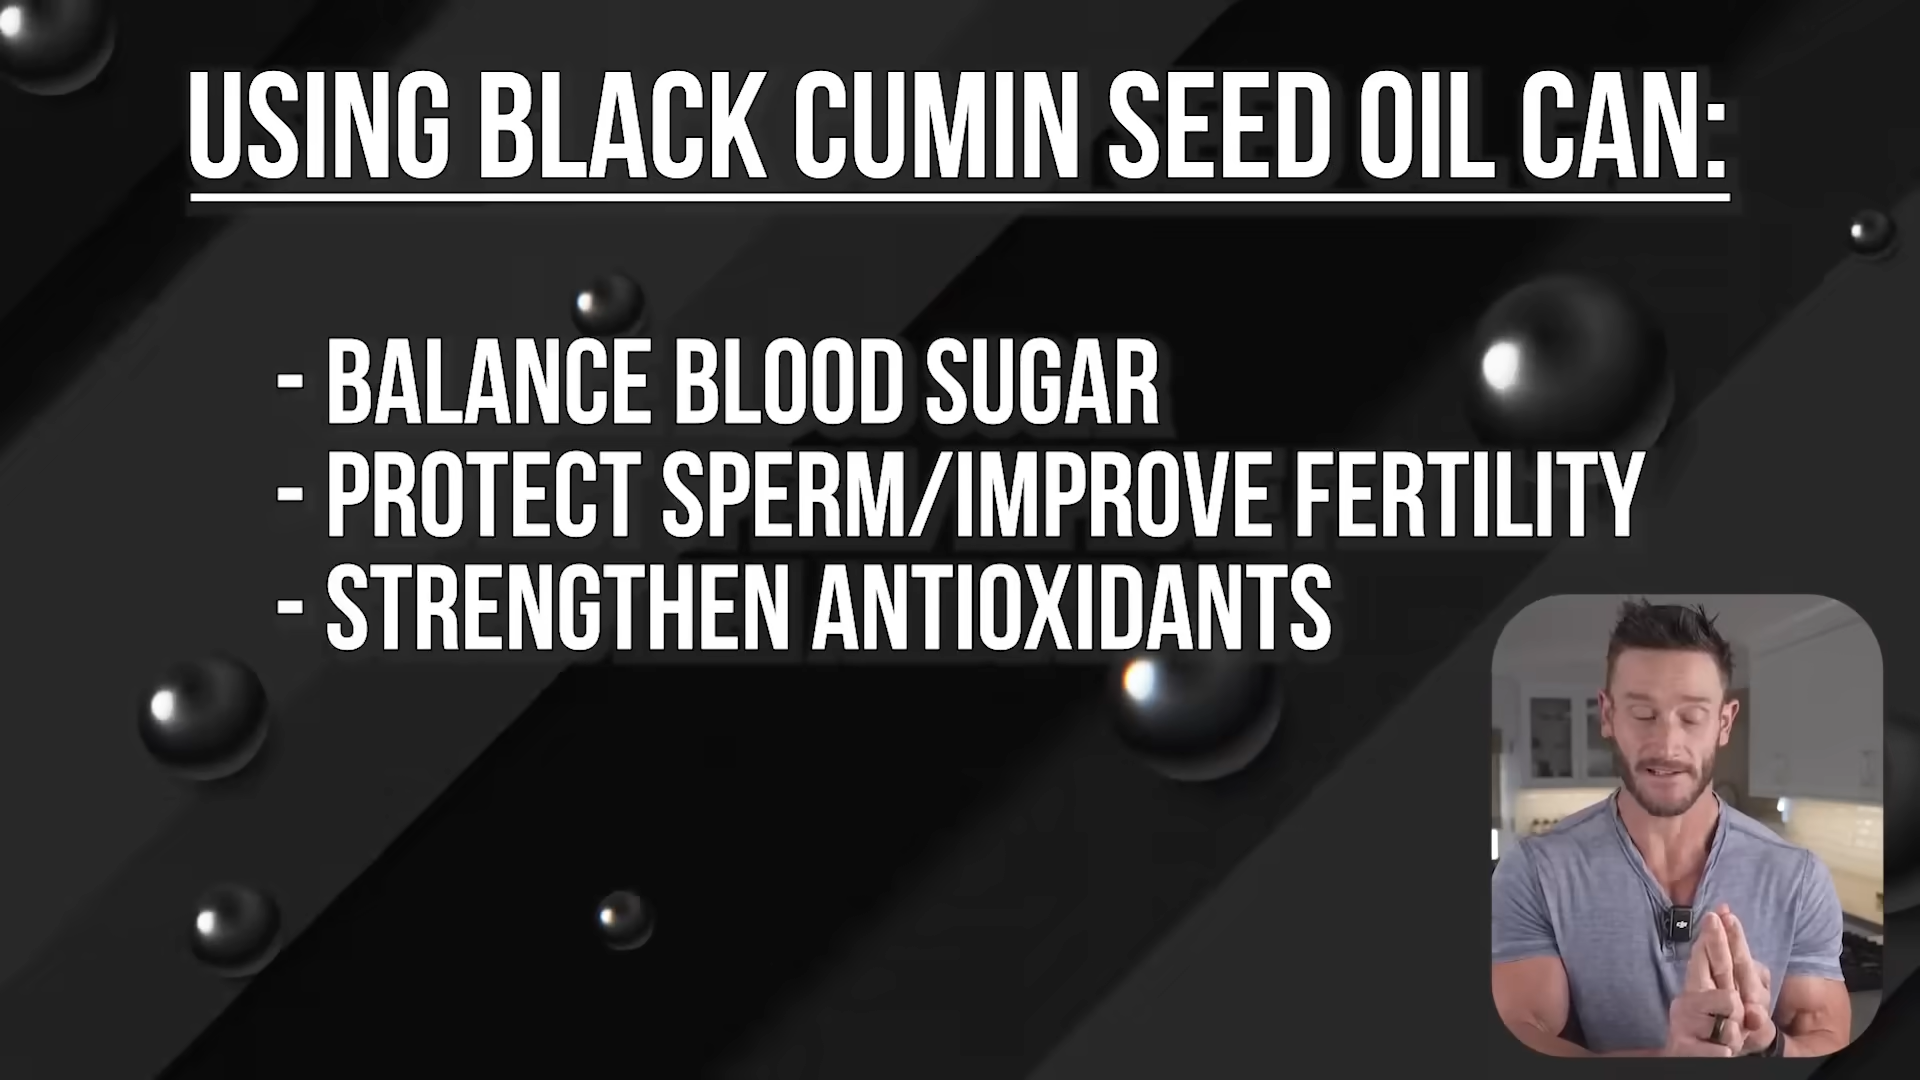 USING BLACK CUMIN SEED OIL CAN:
- BALANCE BLOOD SUGAR
- PROTECT SPERM/IMPROVE FERTILITY
- STRENGTHEN ANTIOXIDANTS